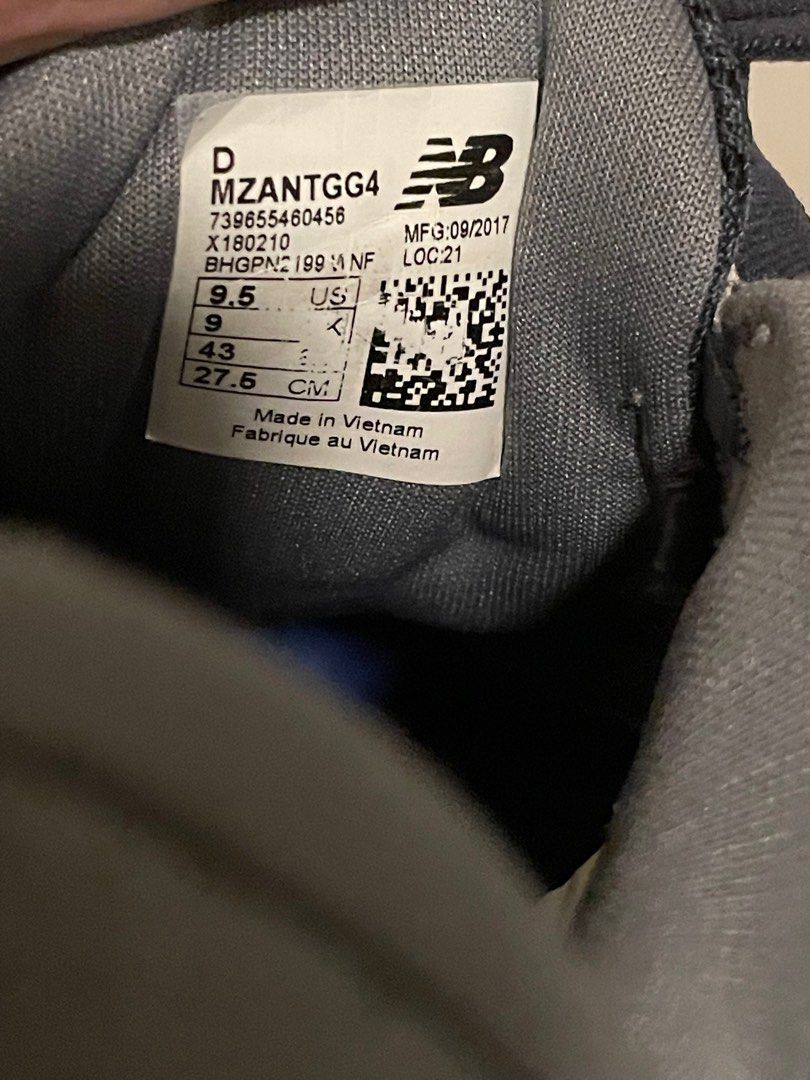 D
MZANTGG4
NB
739655460456
X180210
MFG:09/2017
LOC:21
NF
9.5 US
9
43
27.5 CM
Made in Vietnam
Fabrique au Vietnam